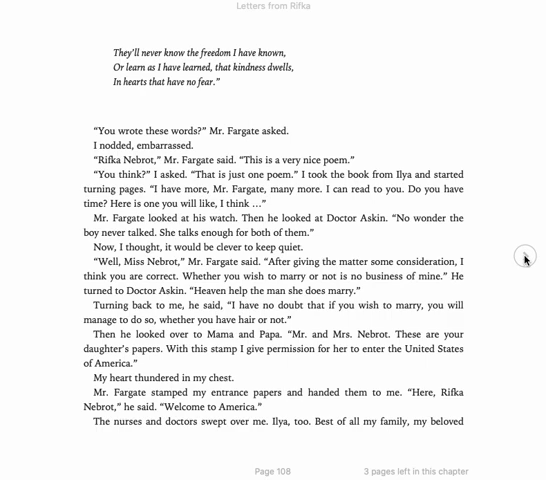 Letters from Rifka
They'll never know the freedom I have known,
Or learn as I have learned, that kindness dwells,
In hearts that have no fear.”
“You wrote these words?” Mr. Fargate asked.
I nodded, embarrassed.
“Rifka Nebrot,” Mr. Fargate said. “This is a very nice poem.”
“You think?” I asked. “That is just one poem.” I took the book from Ilya and started
turning pages. “I have more, Mr. Fargate, many more. I can read to you. Do you have
time? Here is one you will like, I think …”
Mr. Fargate looked at his watch. Then he looked at Doctor Askin. “No wonder the
boy never talked. She talks enough for both of them.”
Now, I thought, it would be clever to keep quiet.
“Well, Miss Nebrot,” Mr. Fargate said. “After giving the matter some consideration, I
think you are correct. Whether you wish to marry or not is no business of mine.” He
turned to Doctor Askin. “Heaven help the man she does marry.”
Turning back to me, he said, “I have no doubt that if you wish to marry, you will
manage to do so, whether you have hair or not.”
Then he looked over to Mama and Papa. “Mr. and Mrs. Nebrot. These are your
daughter's papers. With this stamp I give permission for her to enter the United States
of America.”
My heart thundered in my chest.
Mr. Fargate stamped my entrance papers and handed them to me. “Here, Rifka
Nebrot,” he said. “Welcome to America.”
The nurses and doctors swept over me. Ilya, too. Best of all my family, my beloved
Page 108
3 pages left in this chapter